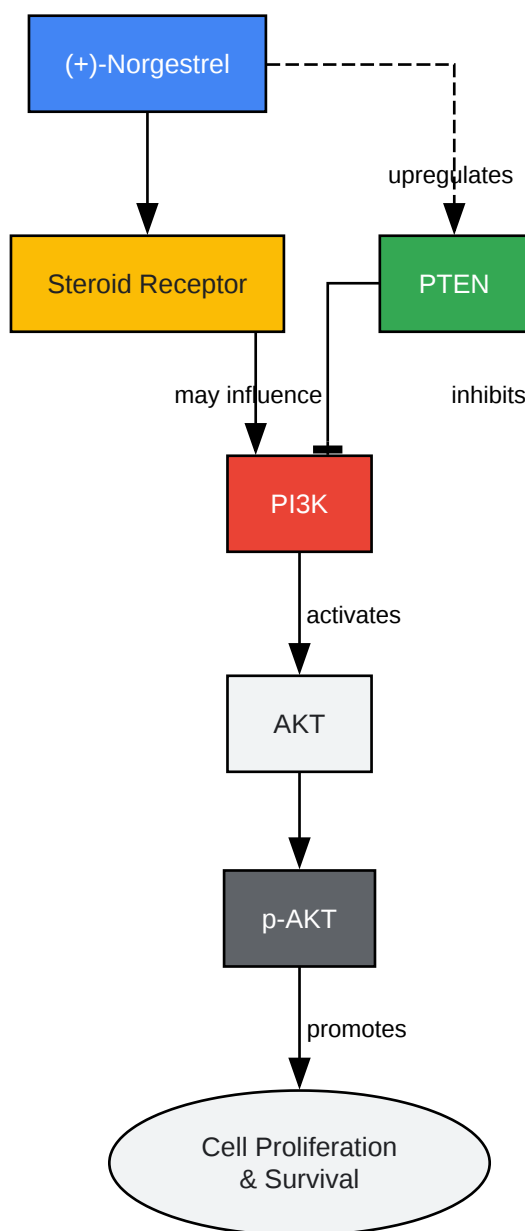 (+)-Norgestrel
upregulates
Steroid Receptor
PTEN
may influence
inhibits
PI3K
activates
AKT
p-AKT
promotes
Cell Proliferation
& Survival